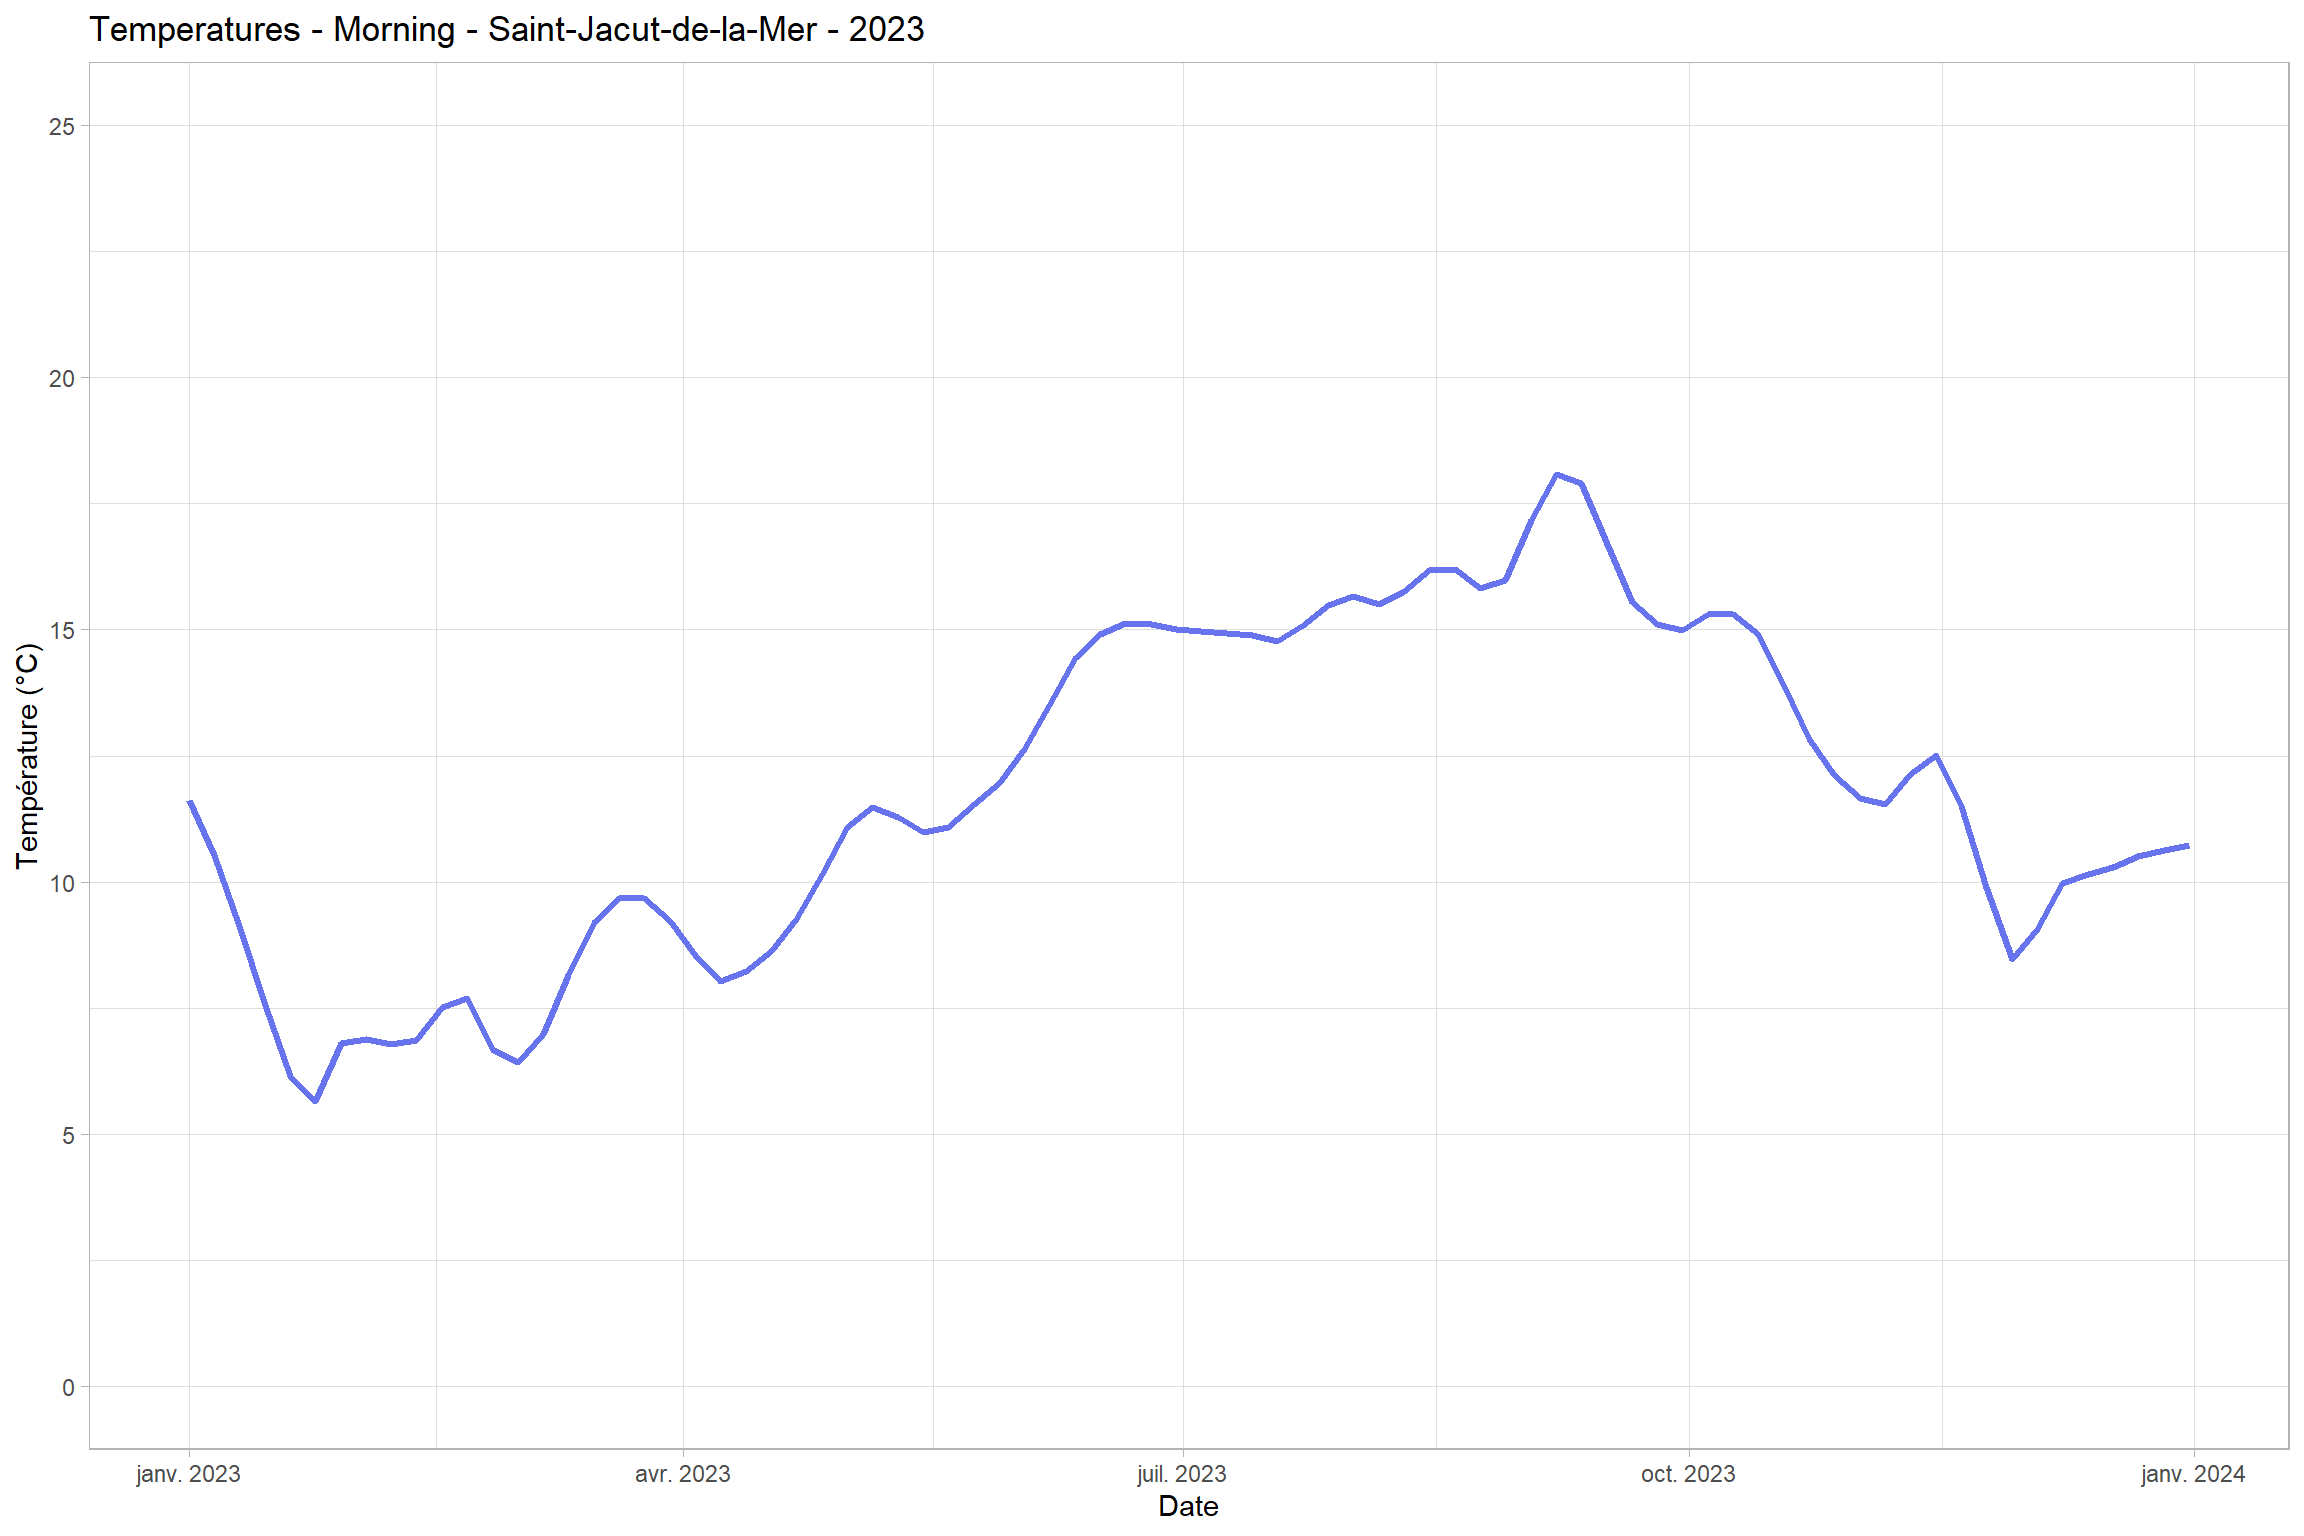 Temperatures - Morning - Saint-Jacut-de-la-Mer - 2023
Température (°C)
25
20
15
10
5
0
janv. 2023
avr. 2023
juil. 2023
oct. 2023
janv. 2024
Date